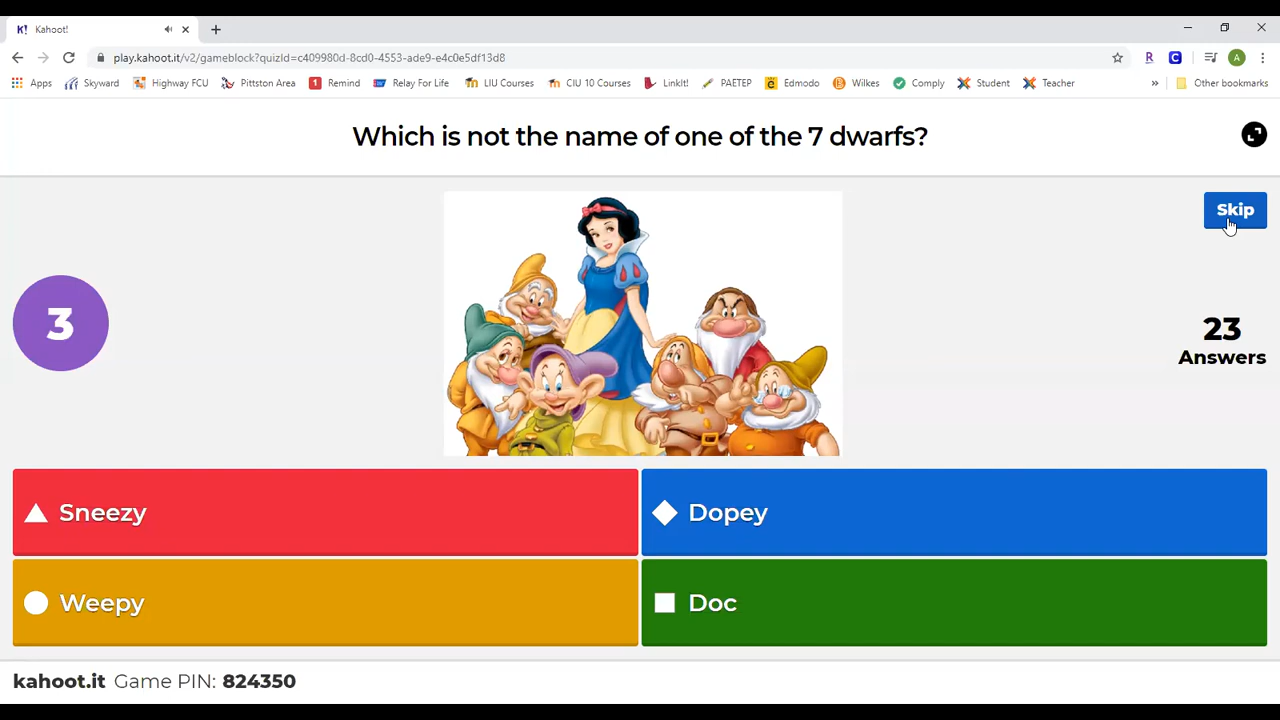 K! Kahoot!
play.kahoot.it/v2/gameblock?quizId=c409980d-8cd0-4553-ade9-e4c0e5df13d8
R C A
Apps Skyward Highway FCU Pittston Area 1 Remind Relay For Life LIU Courses CIU 10 Courses LinkIt! PAETEP Edmodo Wilkes Comply Student Teacher » Other bookmarks
Which is not the name of one of the 7 dwarfs?
Skip
3
23
Answers
Sneezy
Dopey
Weepy
Doc
kahoot.it Game PIN: 824350